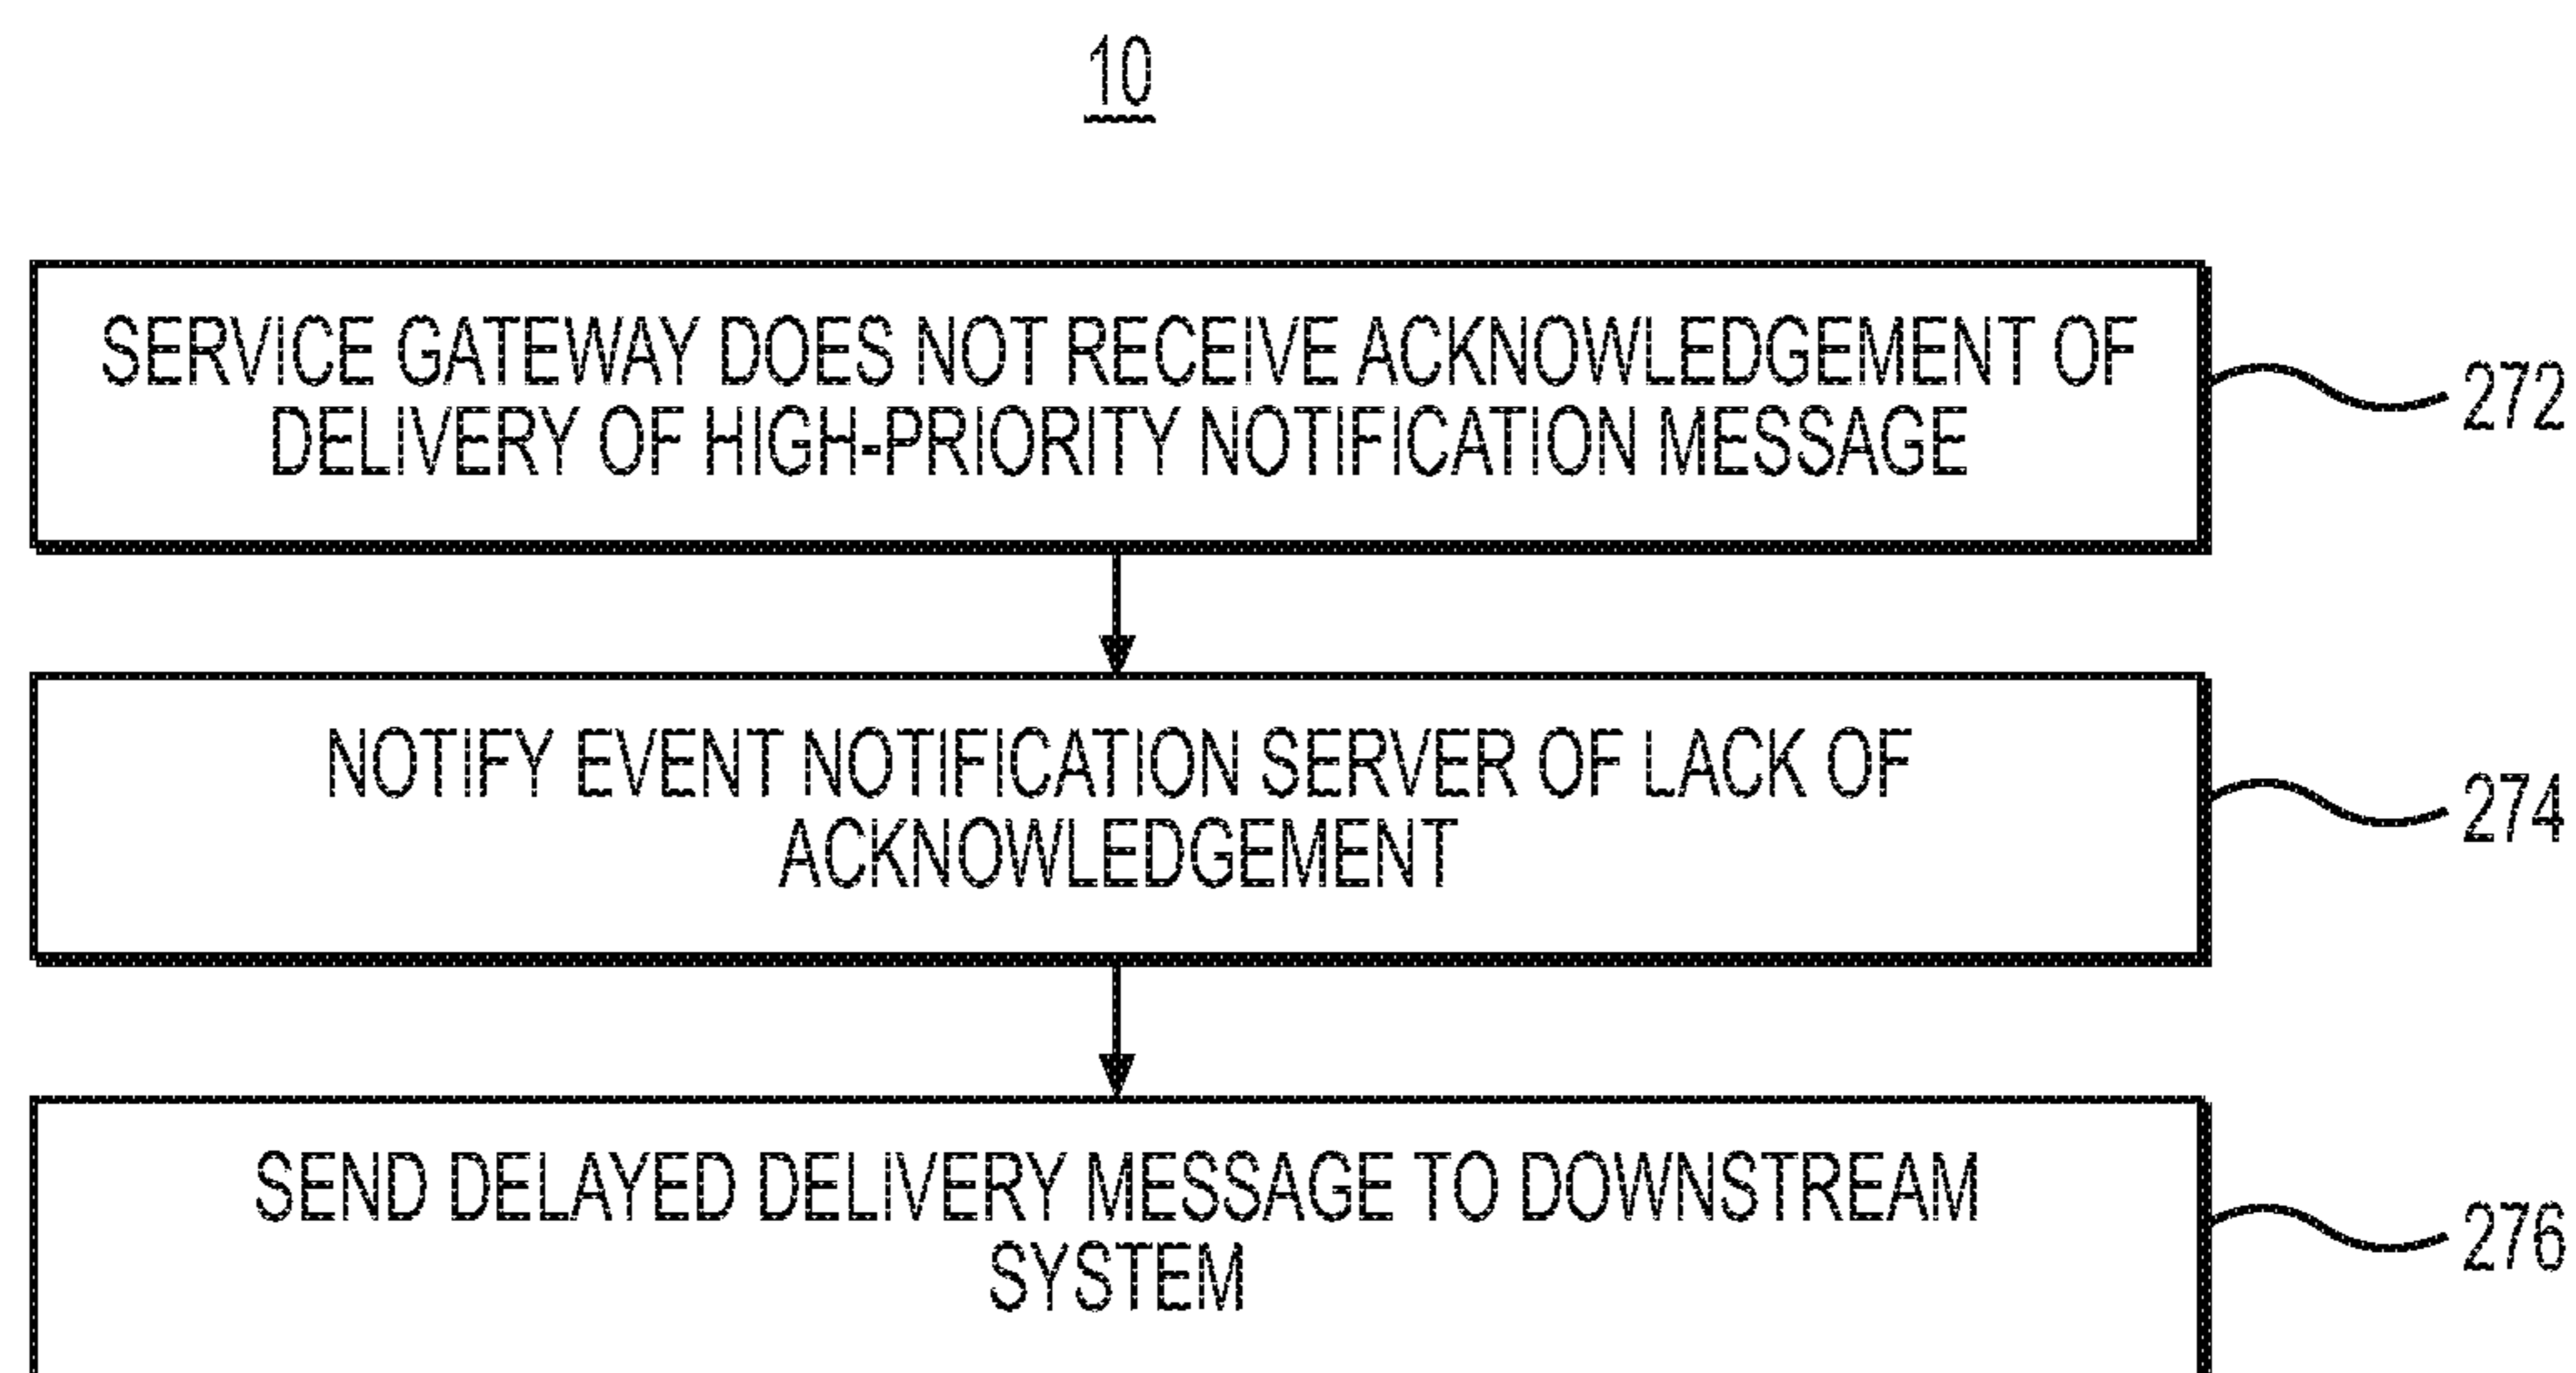 10
SERVICE GATEWAY DOES NOT RECEIVE ACKNOWLEDGEMENT OF
DELIVERY OF HIGH-PRIORITY NOTIFICATION MESSAGE
272
NOTIFY EVENT NOTIFICATION SERVER OF LACK OF
ACKNOWLEDGEMENT
274
SEND DELAYED DELIVERY MESSAGE TO DOWNSTREAM
SYSTEM
276